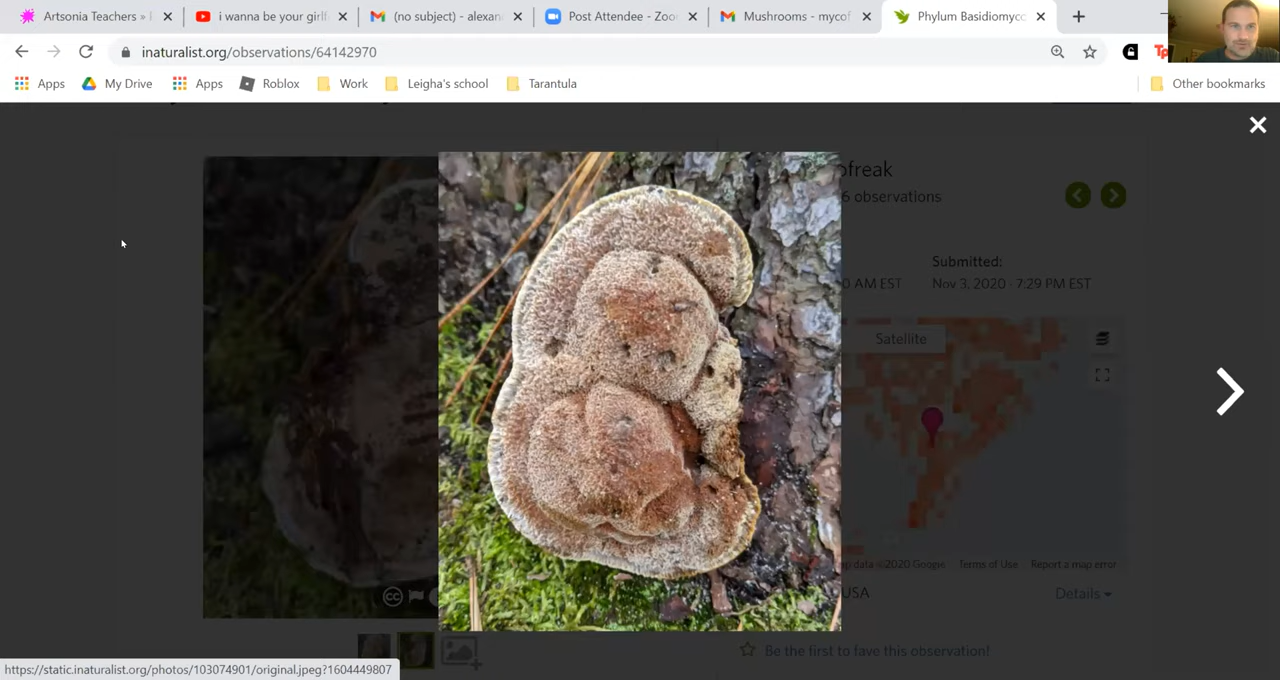 Artsonia Teachers »
i wanna be your girlf
(no subject) - alexan
Post Attendee - Zoo
Mushrooms - mycof
Phylum Basidiomyc
inaturalist.org/observations/64142970
Apps
My Drive
Apps
Roblox
Work
Leigha's school
Tarantula
Other bookmarks
ofreak
6 observations
Submitted:
0 AM EST
Nov 3, 2020 · 7:29 PM EST
Satellite
ap data ©2020 Google
Terms of Use
Report a map error
USA
Details
Be the first to fave this observation!
https://static.inaturalist.org/photos/103074901/original.jpeg?1604449807